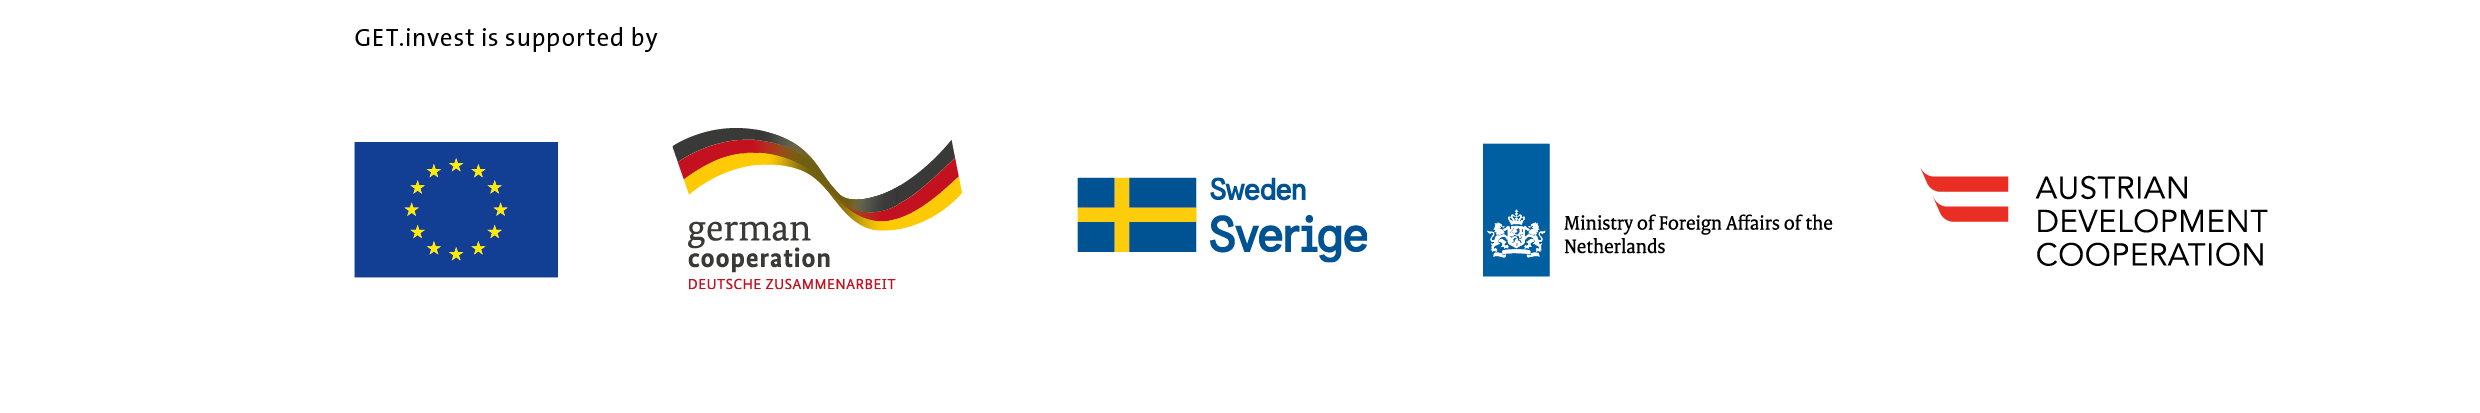 GET.invest is supported by
german
cooperation
DEUTSCHE ZUSAMMENARBEIT
Sweden
Sverige
Ministry of Foreign Affairs of the
Netherlands
AUSTRIAN
DEVELOPMENT
COOPERATION